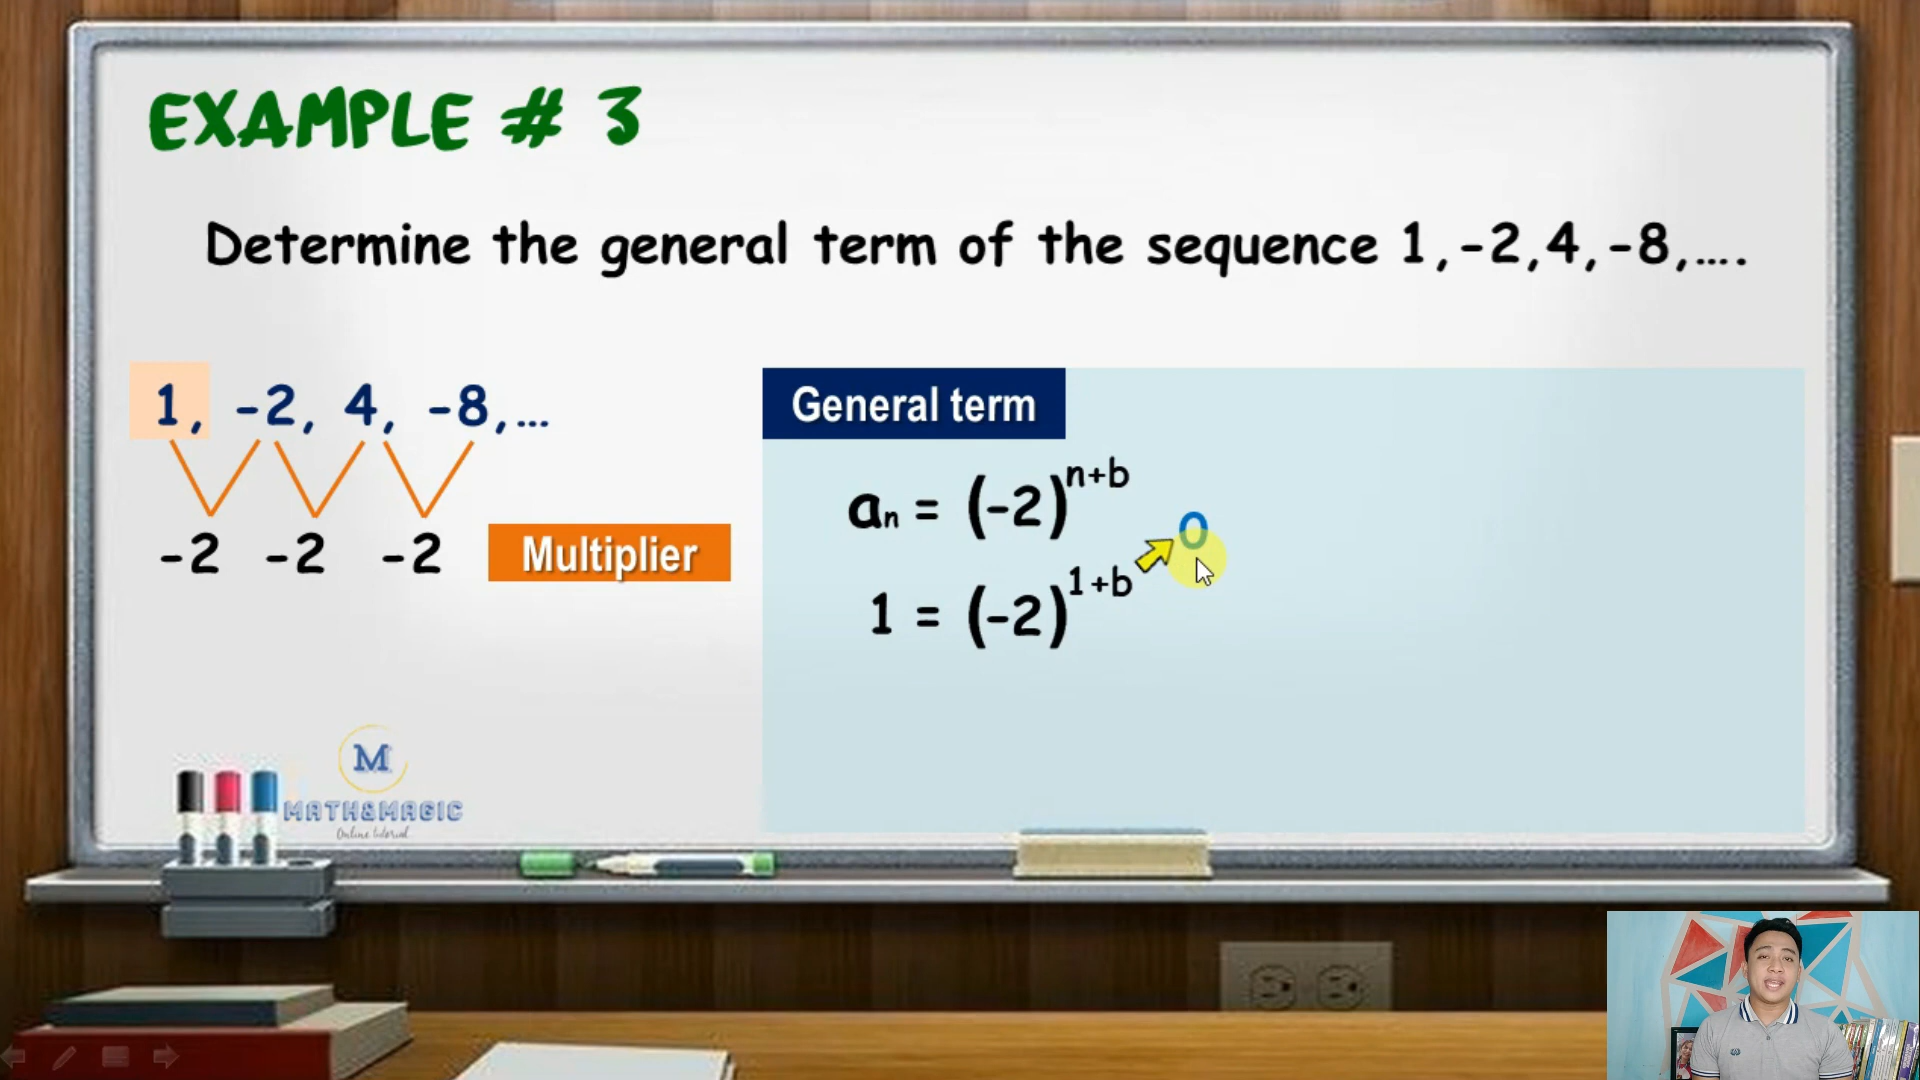 EXAMPLE # 3
Determine the general term of the sequence 1,-2,4,-8,….
1, -2, 4, -8,…
-2 -2 -2
Multiplier
General term
aₙ = (-2)ⁿ⁺ᵇ
0
1 = (-2)¹⁺ᵇ
M
MATH&MAGIC
Online tutorial